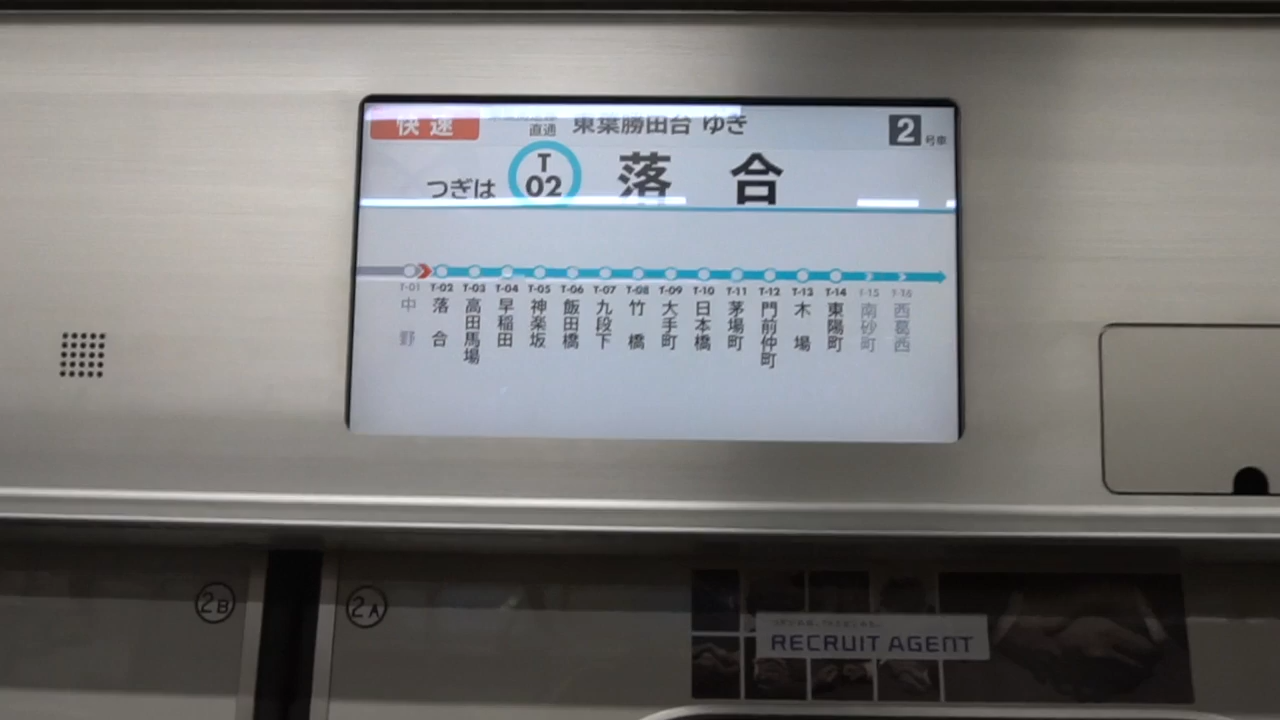 快速 直通 東葉勝田台 ゆき 2 号車
つぎは T 02 落合
T-01 T-02 T-03 T-04 T-05 T-06 T-07 T-08 T-09 T-10 T-11 T-12 T-13 T-14 T-15 T-16
中野 落合 高田馬場 早稲田 神楽坂 飯田橋 九段下 竹橋 大手町 日本橋 茅場町 門前仲町 木場 東陽町 南砂町 西葛西
2B 2A
RECRUIT AGENT